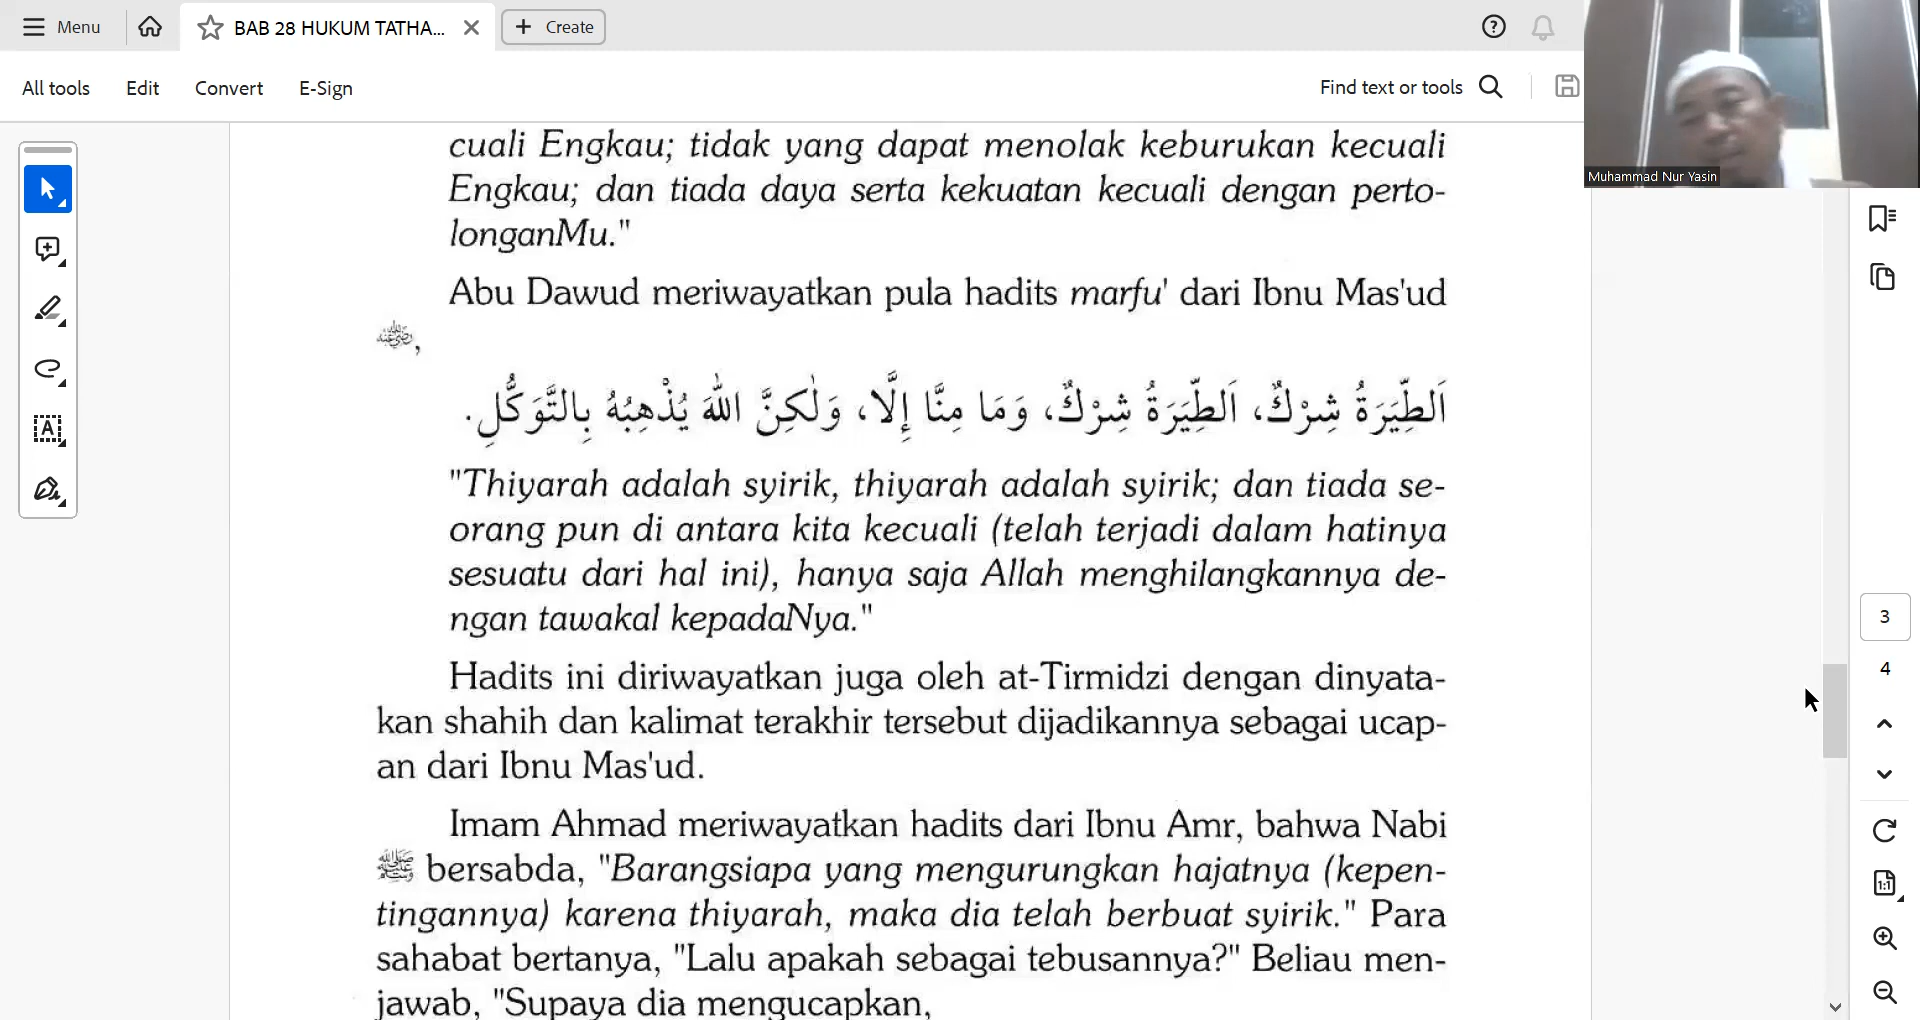 Menu
BAB 28 HUKUM TATHA...
Create
All tools
Edit
Convert
E-Sign
Find text or tools
Muhammad Nur Yasin
cuali Engkau; tidak yang dapat menolak keburukan kecuali
Engkau; dan tiada daya serta kekuatan kecuali dengan perto-
longanMu."
Abu Dawud meriwayatkan pula hadits marfu' dari Ibnu Mas'ud
رضي الله عنه,
اَلطِّيَرَةُ شِرْكٌ، اَلطِّيَرَةُ شِرْكٌ، وَمَا مِنَّا إِلَّا، وَلٰكِنَّ اللهَ يُذْهِبُهُ بِالتَّوَكُّلِ.
"Thiyarah adalah syirik, thiyarah adalah syirik; dan tiada se-
orang pun di antara kita kecuali (telah terjadi dalam hatinya
sesuatu dari hal ini), hanya saja Allah menghilangkannya de-
ngan tawakal kepadaNya."
Hadits ini diriwayatkan juga oleh at-Tirmidzi dengan dinyata-
kan shahih dan kalimat terakhir tersebut dijadikannya sebagai ucap-
an dari Ibnu Mas'ud.
Imam Ahmad meriwayatkan hadits dari Ibnu Amr, bahwa Nabi
ﷺ bersabda, "Barangsiapa yang mengurungkan hajatnya (kepen-
tingannya) karena thiyarah, maka dia telah berbuat syirik." Para
sahabat bertanya, "Lalu apakah sebagai tebusannya?" Beliau men-
jawab, "Supaya dia mengucapkan,
3
4